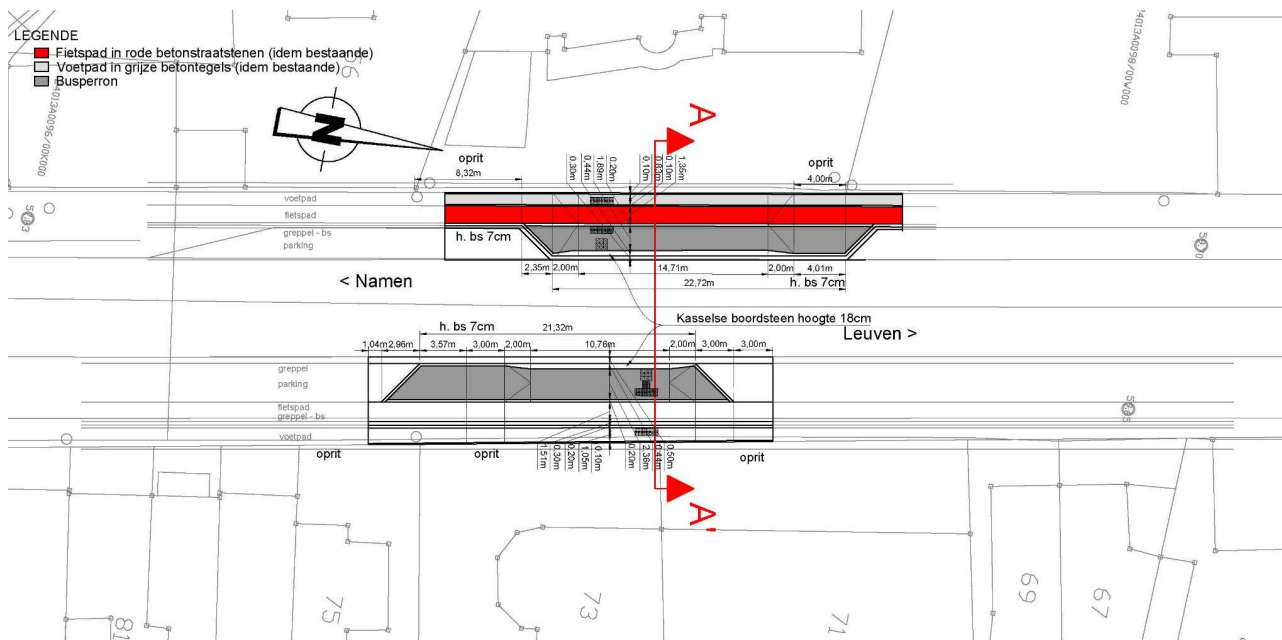 LEGENDE
Fietspad in rode betonstraatstenen (idem bestaande)
Voetpad in grijze betontegels (idem bestaande)
Busperron
N
A
oprit
8,32m
0,30m
0,44m
1,89m
0,20m
0,10m
0,83m
0,10m
1,35m
oprit
4,00m
voetpad
fietspad
greppel - bs
parking
h. bs 7cm
2,35m
2,00m
14,71m
2,00m
4,01m
22,72m
h. bs 7cm
< Namen
Kasselse boordsteen hoogte 18cm
Leuven >
h. bs 7cm
21,32m
1,04m
2,96m
3,57m
3,00m
2,00m
10,76m
2,00m
3,00m
3,00m
greppel
parking
fietspad
greppel - bs
voetpad
oprit
oprit
oprit
1,51m
0,30m
0,20m
1,05m
0,10m
0,20m
2,36m
0,44m
0,50m
A
81
75
73
71
69
67